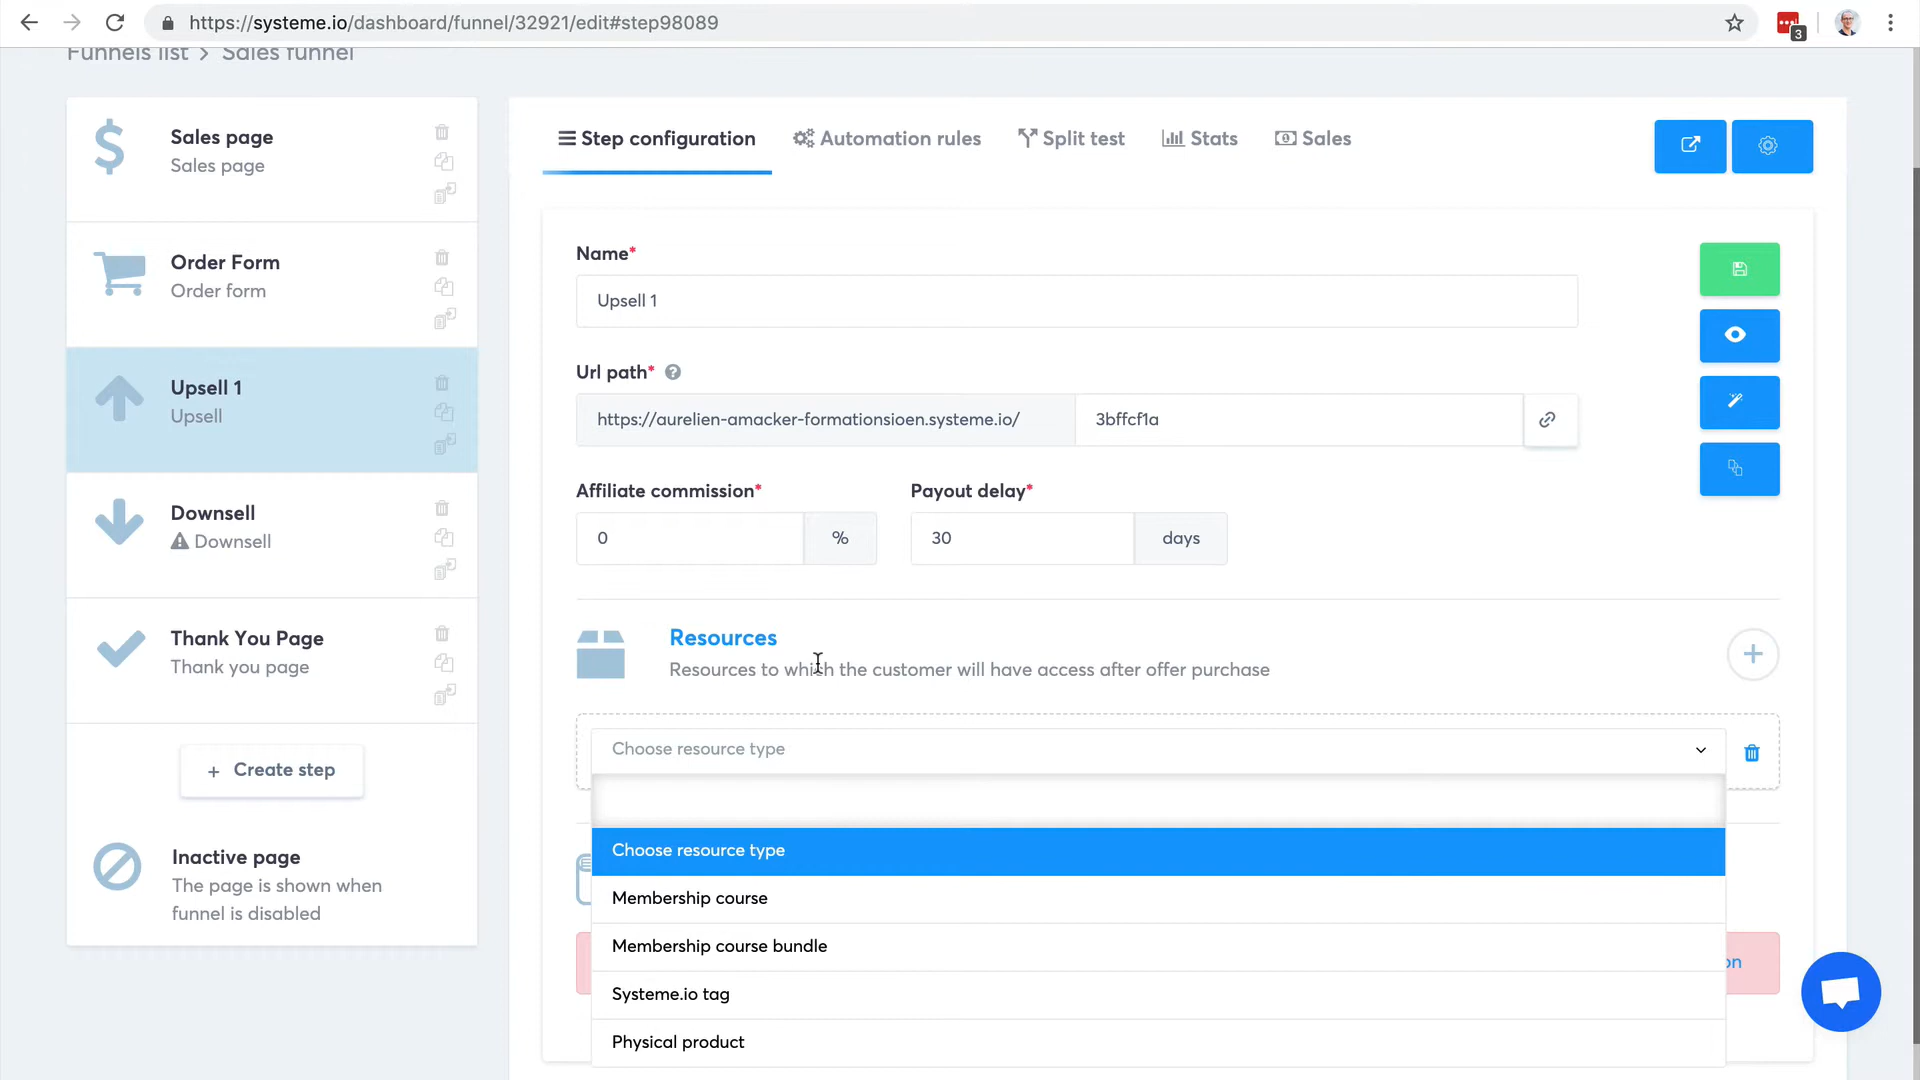 https://systeme.io/dashboard/funnel/32921/edit#step98089
3
Funnels list > Sales funnel
Sales page
Sales page
Order Form
Order form
Upsell 1
Upsell
Downsell
Downsell
Thank You Page
Thank you page
+ Create step
Inactive page
The page is shown when
funnel is disabled
Step configuration
Automation rules
Split test
Stats
Sales
Name*
Upsell 1
Url path* ?
https://aurelien-amacker-formationsioen.systeme.io/
3bffcf1a
Affiliate commission*
Payout delay*
0 %
30 days
Resources
Resources to which the customer will have access after offer purchase
Choose resource type
Choose resource type
Membership course
Membership course bundle
Systeme.io tag
Physical product
on